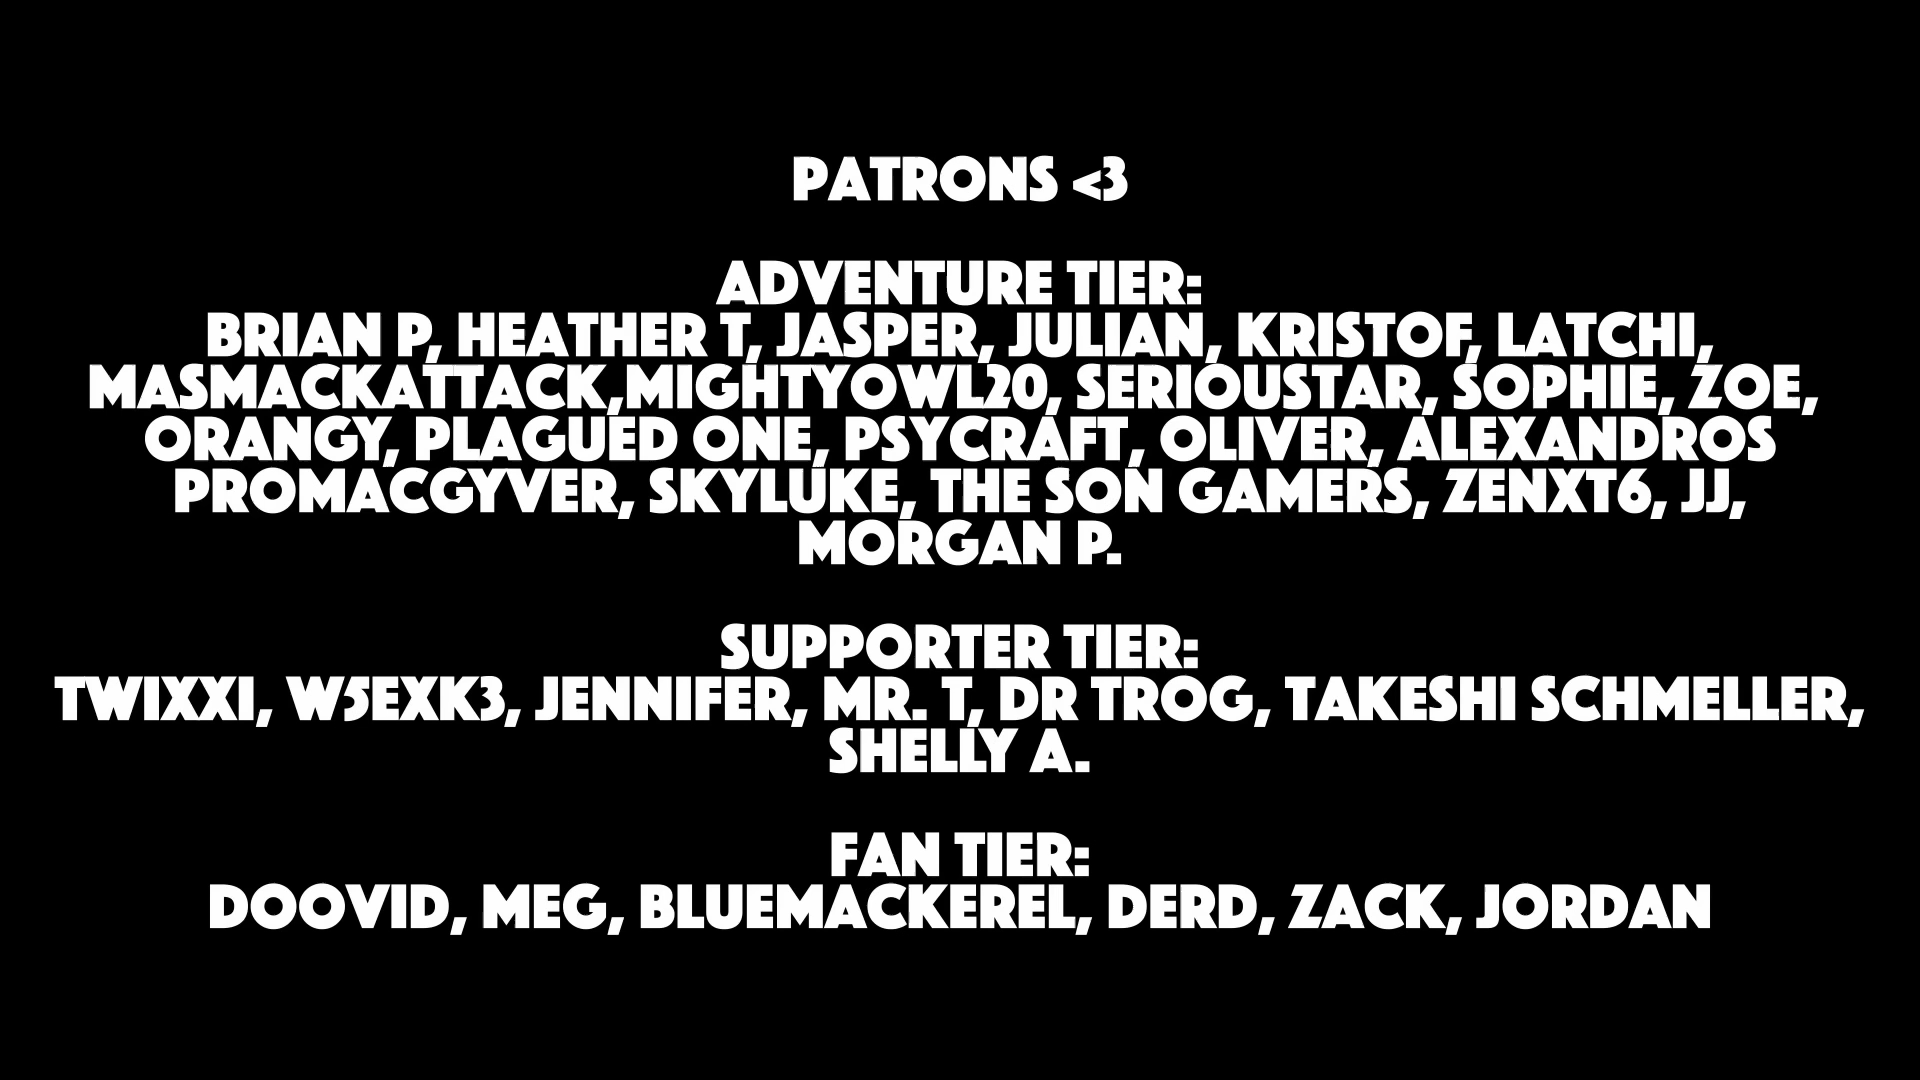 PATRONS <3
ADVENTURE TIER:
BRIAN P, HEATHER T, JASPER, JULIAN, KRISTOF, LATCHI,
MASMACKATTACK,MIGHTYOWL20, SERIOUSTAR, SOPHIE, ZOE,
ORANGY, PLAGUED ONE, PSYCRAFT, OLIVER, ALEXANDROS
PROMACGYVER, SKYLUKE, THE SON GAMERS, ZENXT6, JJ,
MORGAN P.
SUPPORTER TIER:
TWIXXI, W5EXK3, JENNIFER, MR. T, DR TROG, TAKESHI SCHMELLER,
SHELLY A.
FAN TIER:
DOOVID, MEG, BLUEMACKEREL, DERD, ZACK, JORDAN